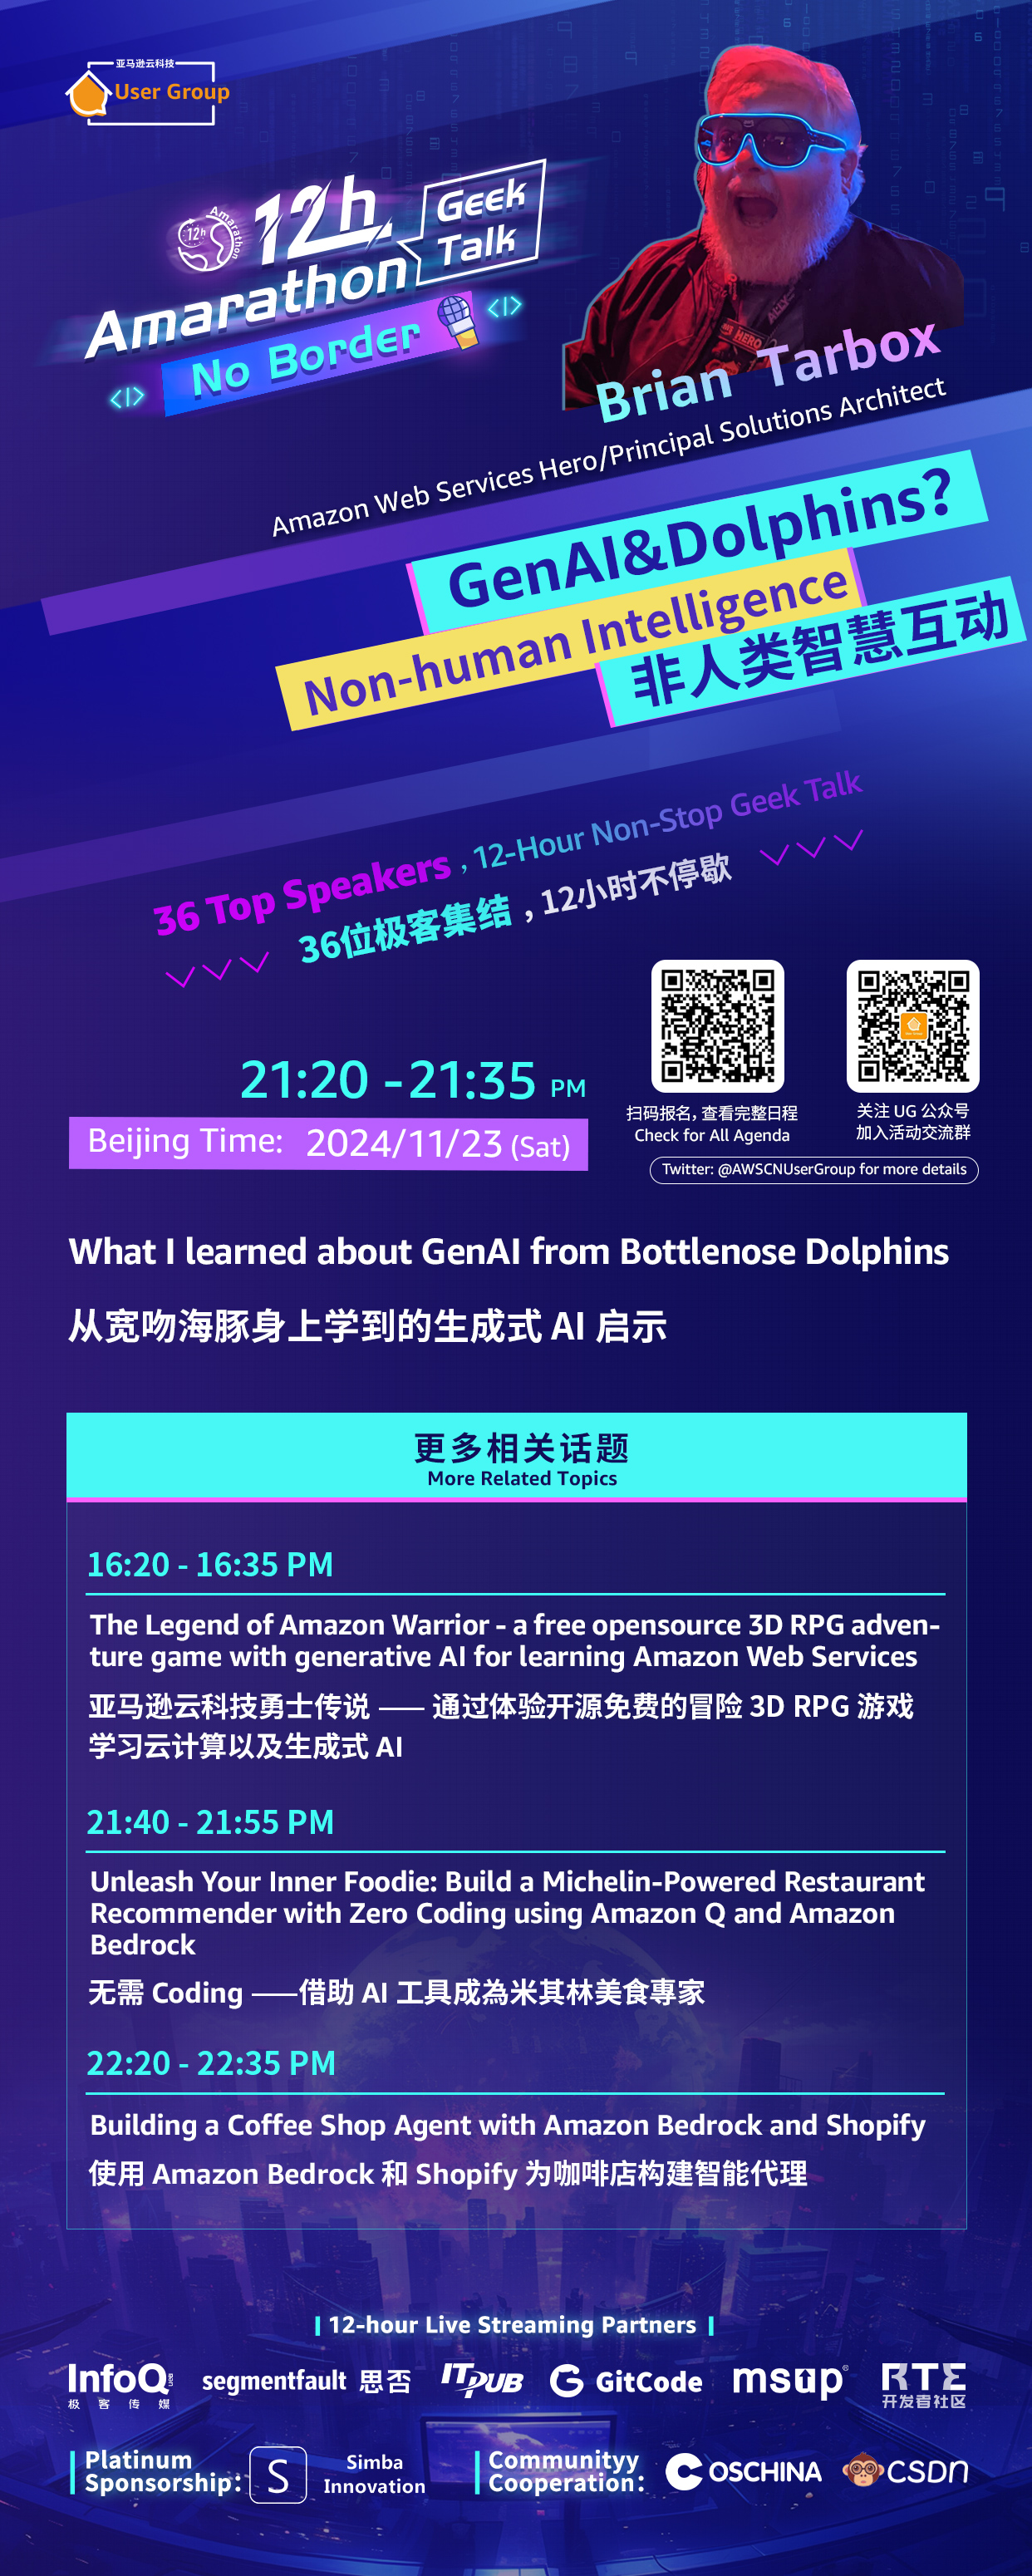 亚马逊云科技
User Group
Amarathon
12h
12h
Geek
Talk
Amarathon
No Border
HERO
Brian Tarbox
Amazon Web Services Hero/Principal Solutions Architect
GenAI&Dolphins?
Non-human Intelligence
非人类智慧互动
36 Top Speakers , 12-Hour Non-Stop Geek Talk
36位极客集结 , 12小时不停歇
21:20 - 21:35 PM
Beijing Time: 2024/11/23 (Sat)
扫码报名, 查看完整日程
Check for All Agenda
关注 UG 公众号
加入活动交流群
Twitter: @AWSCNUserGroup for more details
What I learned about GenAI from Bottlenose Dolphins
从宽吻海豚身上学到的生成式 AI 启示
更多相关话题
More Related Topics
16:20 - 16:35 PM
The Legend of Amazon Warrior - a free opensource 3D RPG adven-
ture game with generative AI for learning Amazon Web Services
亚马逊云科技勇士传说 —— 通过体验开源免费的冒险 3D RPG 游戏
学习云计算以及生成式 AI
21:40 - 21:55 PM
Unleash Your Inner Foodie: Build a Michelin-Powered Restaurant
Recommender with Zero Coding using Amazon Q and Amazon
Bedrock
无需 Coding ——借助 AI 工具成為米其林美食專家
22:20 - 22:35 PM
Building a Coffee Shop Agent with Amazon Bedrock and Shopify
使用 Amazon Bedrock 和 Shopify 为咖啡店构建智能代理
12-hour Live Streaming Partners
InfoQ
极客传媒
segmentfault 思否
ITPUB
GitCode
msup®
RTE
开发者社区
Platinum
Sponsorship:
S
Simba
Innovation
Communityy
Cooperation:
OSCHINA
CSDN